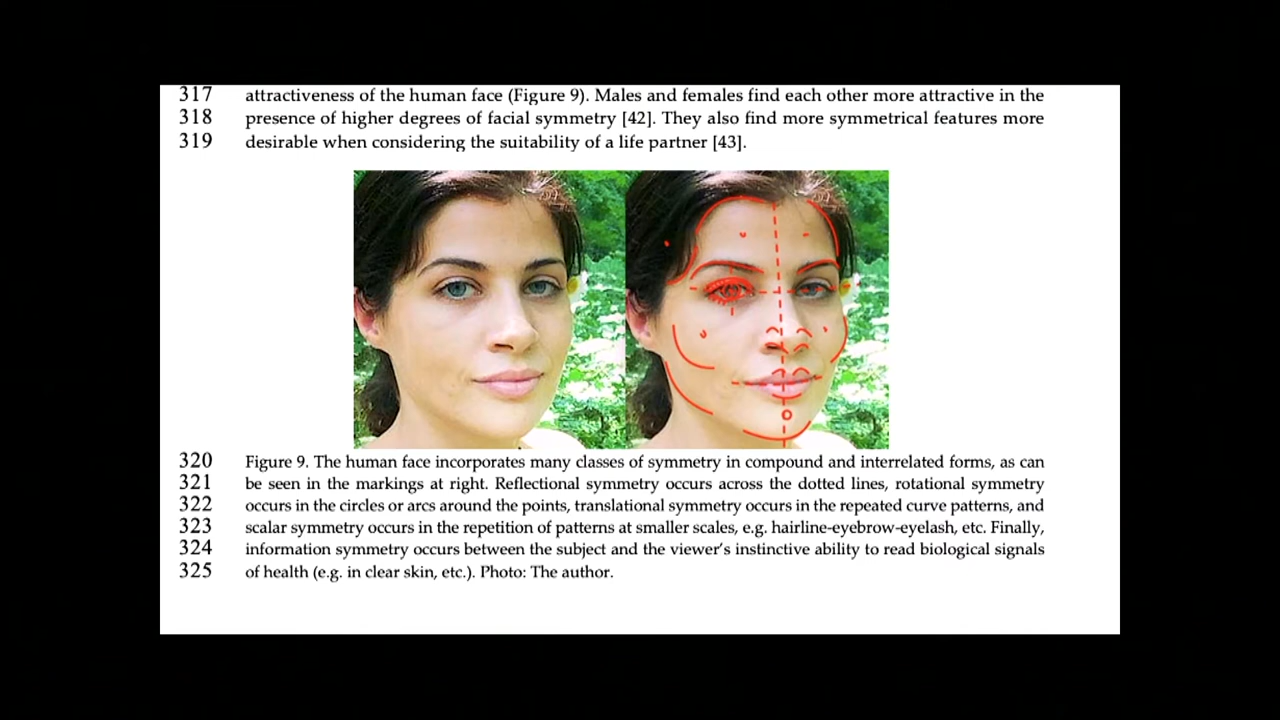 317 attractiveness of the human face (Figure 9). Males and females find each other more attractive in the
318 presence of higher degrees of facial symmetry [42]. They also find more symmetrical features more
319 desirable when considering the suitability of a life partner [43].
320 Figure 9. The human face incorporates many classes of symmetry in compound and interrelated forms, as can
321 be seen in the markings at right. Reflectional symmetry occurs across the dotted lines, rotational symmetry
322 occurs in the circles or arcs around the points, translational symmetry occurs in the repeated curve patterns, and
323 scalar symmetry occurs in the repetition of patterns at smaller scales, e.g. hairline-eyebrow-eyelash, etc. Finally,
324 information symmetry occurs between the subject and the viewer's instinctive ability to read biological signals
325 of health (e.g. in clear skin, etc.). Photo: The author.